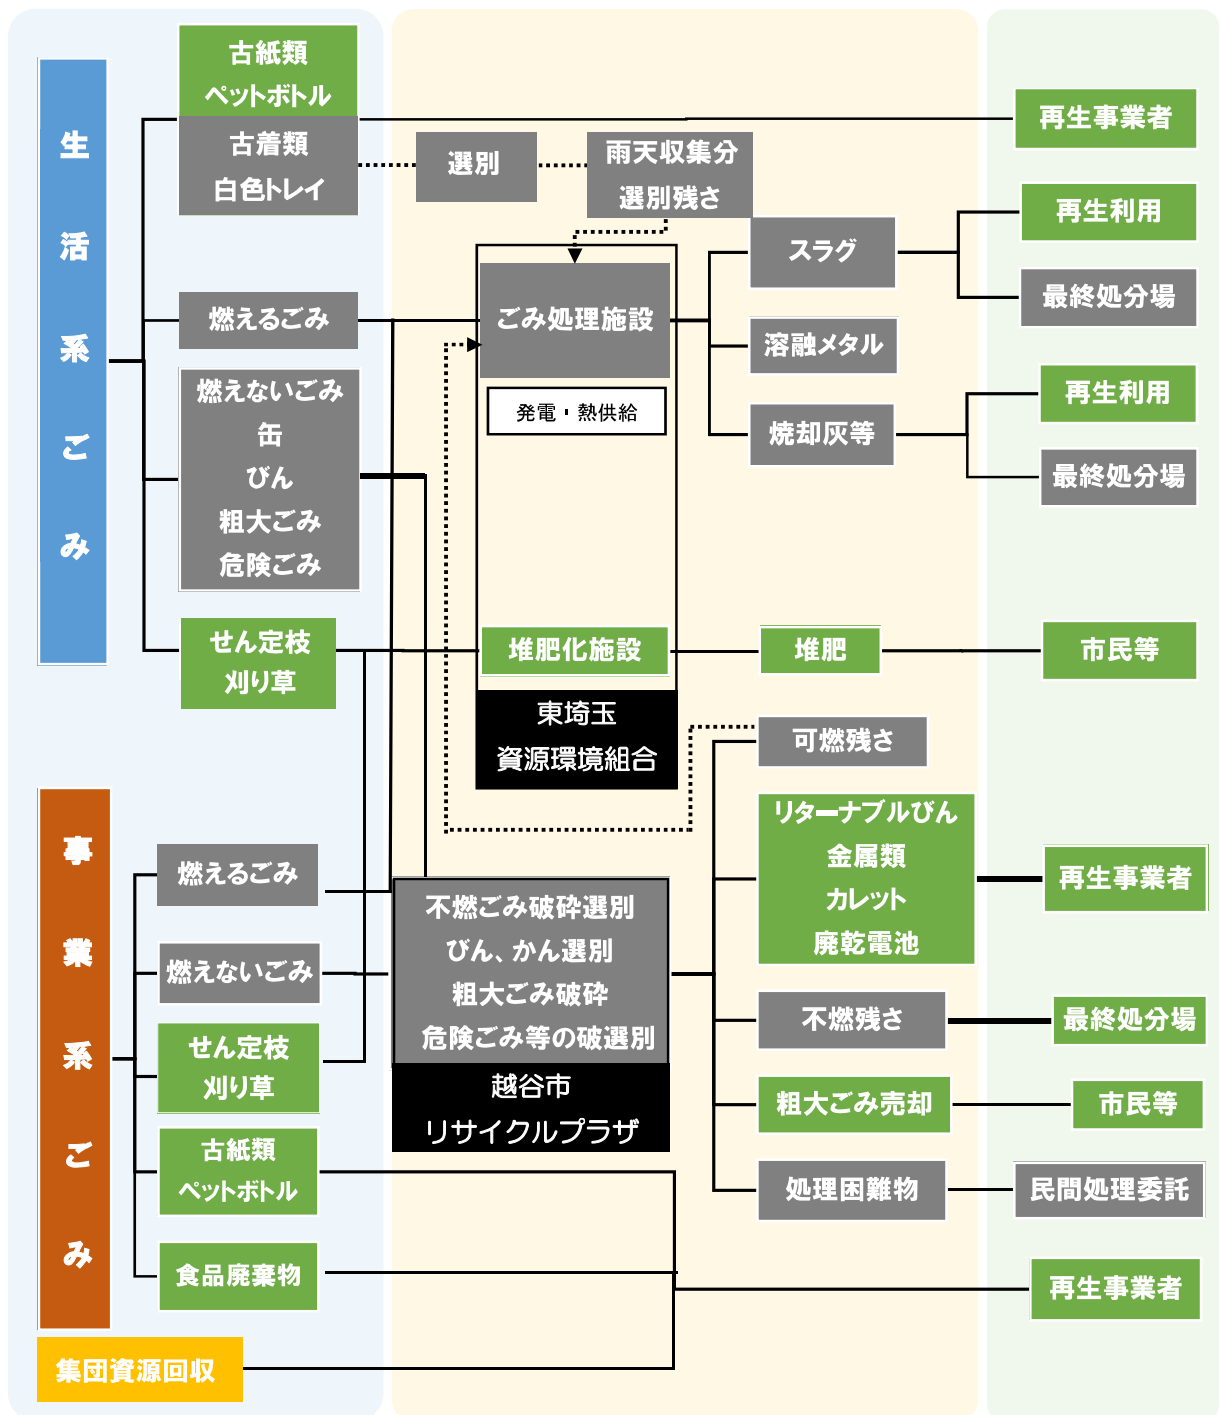 生活系ごみ
古紙類
ペットボトル
古着類
白色トレイ
選別
雨天収集分
選別残さ
再生事業者
燃えるごみ
ごみ処理施設
発電・熱供給
スラグ
再生利用
最終処分場
溶融メタル
焼却灰等
再生利用
最終処分場
燃えないごみ
缶
びん
粗大ごみ
危険ごみ
せん定枝
刈り草
堆肥化施設
堆肥
市民等
東埼玉
資源環境組合
事業系ごみ
燃えるごみ
燃えないごみ
せん定枝
刈り草
古紙類
ペットボトル
食品廃棄物
不燃ごみ破砕選別
びん、かん選別
粗大ごみ破砕
危険ごみ等の破選別
越谷市
リサイクルプラザ
可燃残さ
リターナブルびん
金属類
カレット
廃乾電池
再生事業者
不燃残さ
最終処分場
粗大ごみ売却
市民等
処理困難物
民間処理委託
再生事業者
集団資源回収